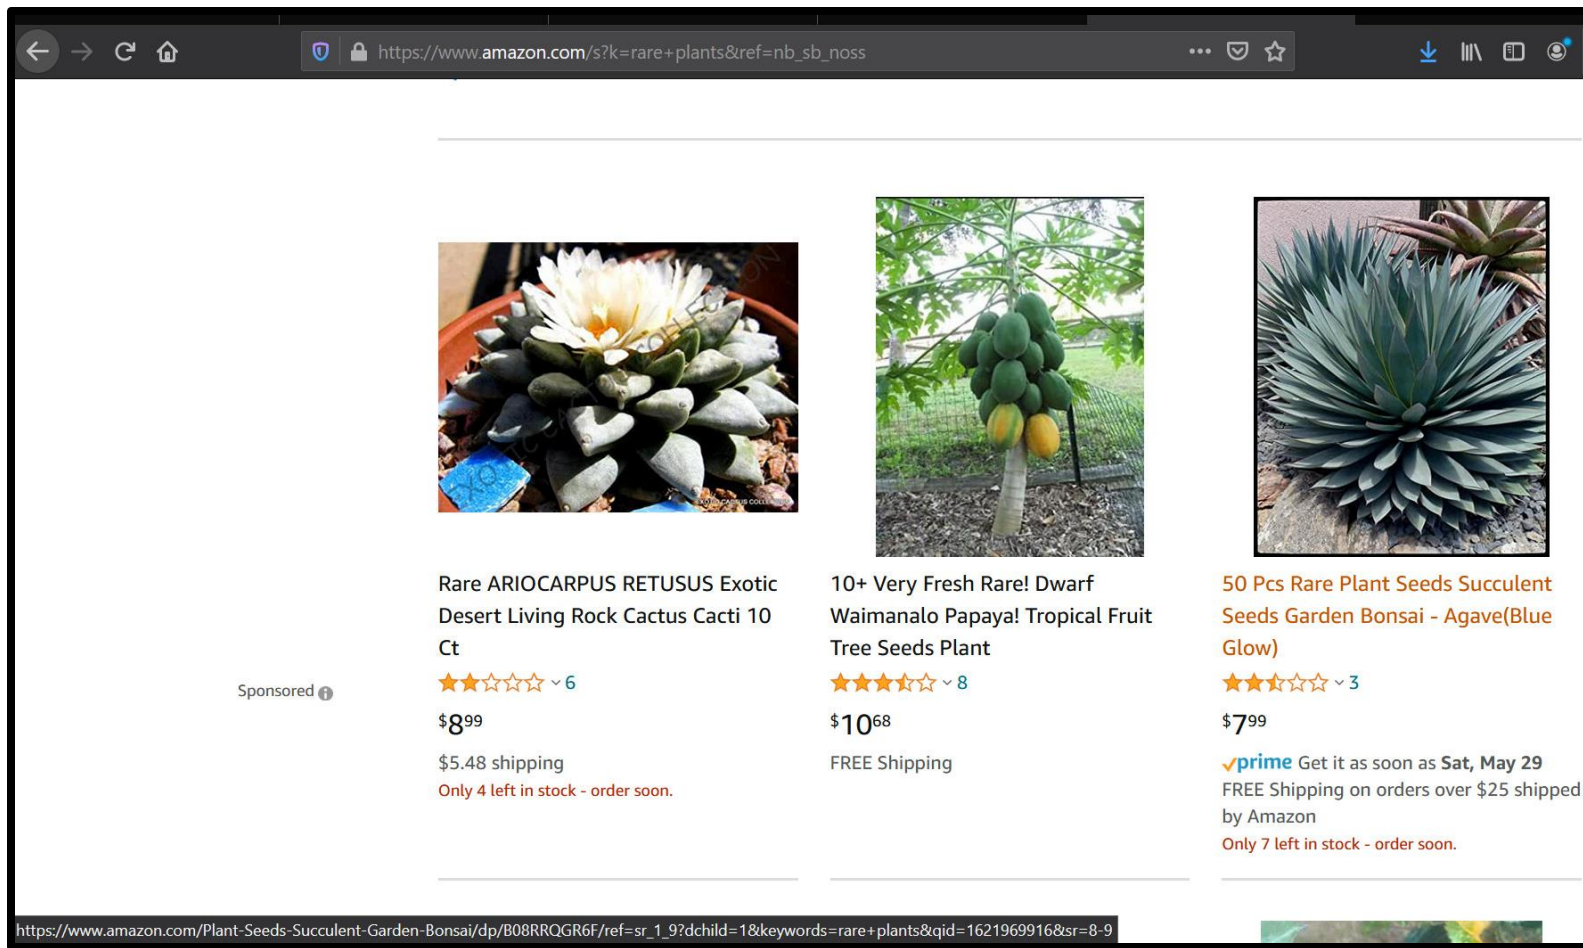 https://www.amazon.com/s?k=rare+plants&ref=nb_sb_noss
EXOTIC CACTUS COLLECTION
Rare ARIOCARPUS RETUSUS Exotic
Desert Living Rock Cactus Cacti 10
Ct
6
$899
$5.48 shipping
Only 4 left in stock - order soon.
10+ Very Fresh Rare! Dwarf
Waimanalo Papaya! Tropical Fruit
Tree Seeds Plant
8
$1068
FREE Shipping
50 Pcs Rare Plant Seeds Succulent
Seeds Garden Bonsai - Agave(Blue
Glow)
3
$799
prime Get it as soon as Sat, May 29
FREE Shipping on orders over $25 shipped
by Amazon
Only 7 left in stock - order soon.
Sponsored
https://www.amazon.com/Plant-Seeds-Succulent-Garden-Bonsai/dp/B08RRQGR6F/ref=sr_1_9?dchild=1&keywords=rare+plants&qid=1621969916&sr=8-9